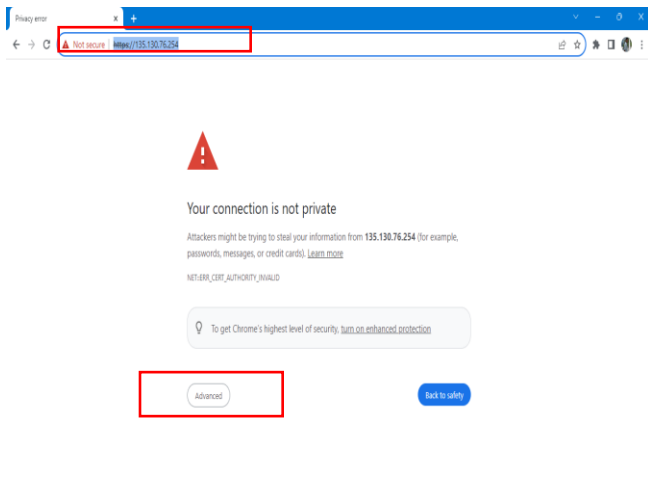 Privacy error
Not secure https://135.130.76.254
Your connection is not private
Attackers might be trying to steal your information from 135.130.76.254 (for example,
passwords, messages, or credit cards). Learn more
NET::ERR_CERT_AUTHORITY_INVALID
To get Chrome's highest level of security, turn on enhanced protection
Advanced
Back to safety